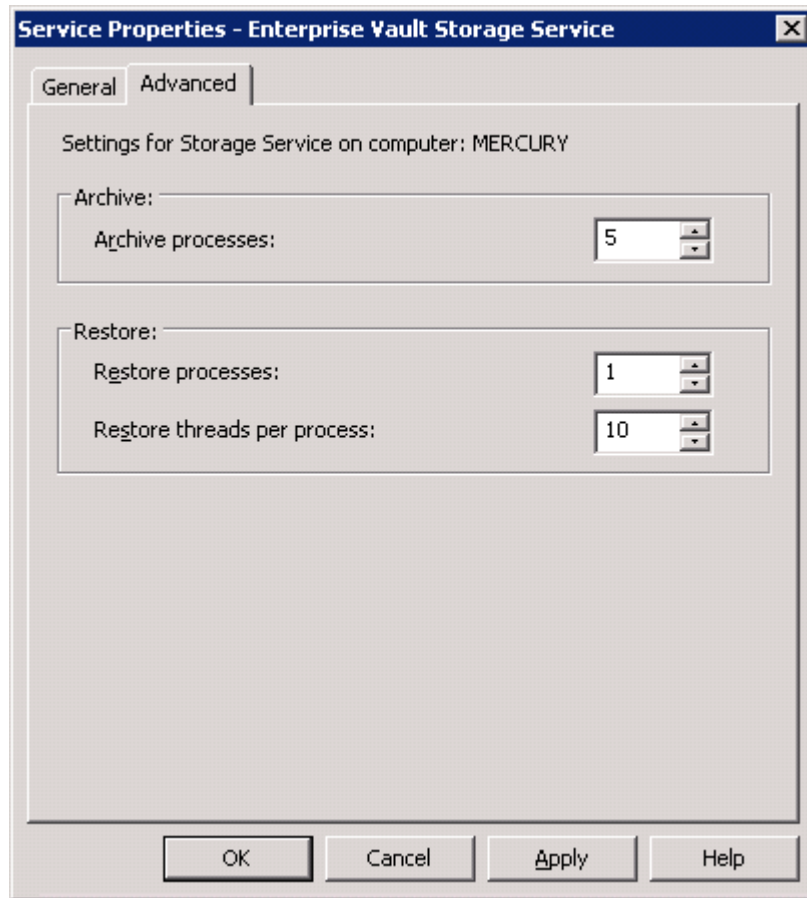 Service Properties - Enterprise Vault Storage Service
General Advanced
Settings for Storage Service on computer: MERCURY
Archive:
Archive processes: 5
Restore:
Restore processes: 1
Restore threads per process: 10
OK Cancel Apply Help